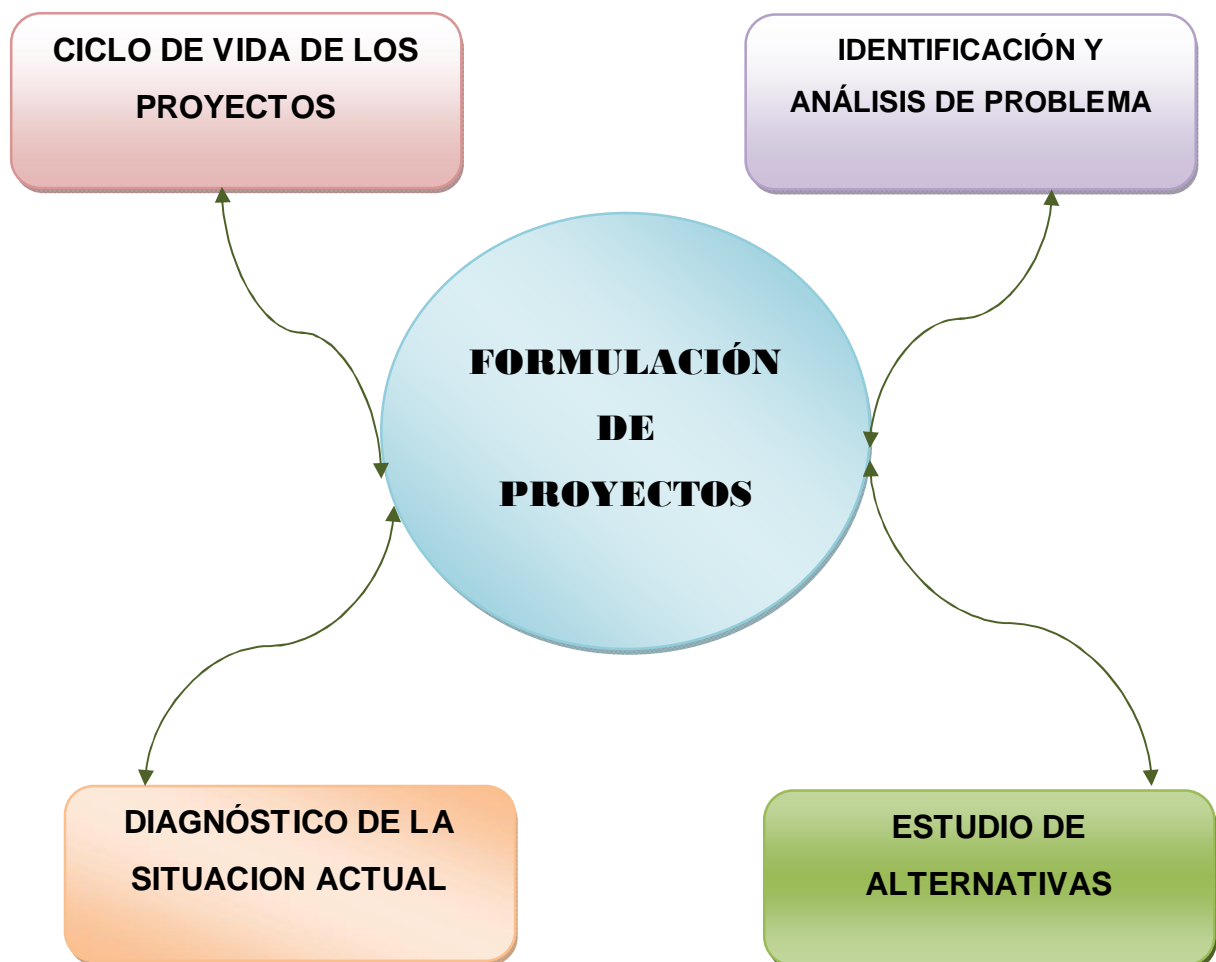 CICLO DE VIDA DE LOS
PROYECTOS
IDENTIFICACIÓN Y
ANÁLISIS DE PROBLEMA
FORMULACIÓN
DE
PROYECTOS
DIAGNÓSTICO DE LA
SITUACION ACTUAL
ESTUDIO DE
ALTERNATIVAS